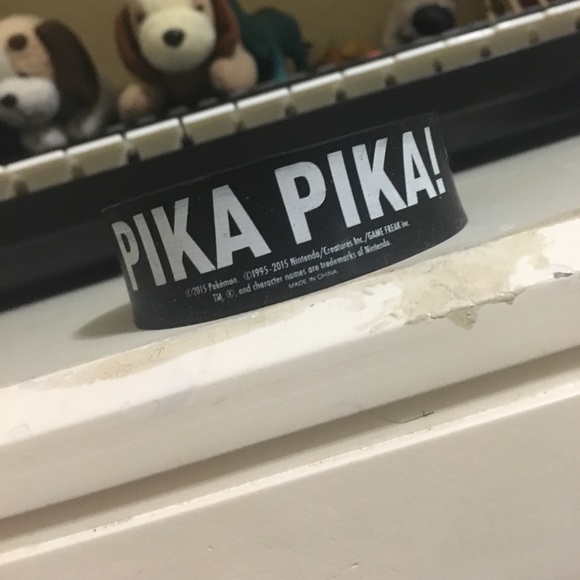 PIKA PIKA!
©2015 Pokémon. ©1995-2015 Nintendo/Creatures Inc./GAME FREAK inc.
TM, ®, and character names are trademarks of Nintendo.
MADE IN CHINA